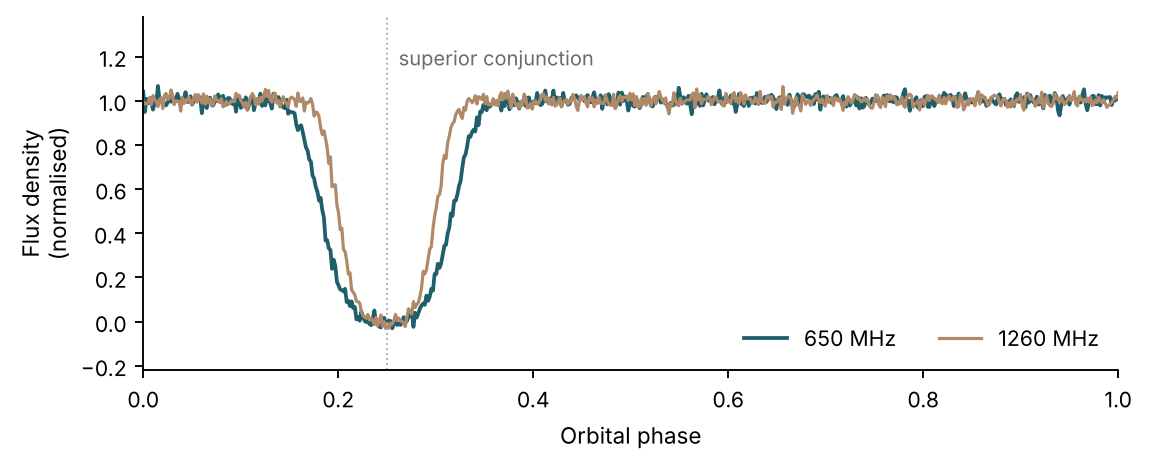 superior conjunction
1.2
1.0
0.8
0.6
0.4
0.2
0.0
−0.2
Flux density
(normalised)
650 MHz
1260 MHz
0.0
0.2
0.4
0.6
0.8
1.0
Orbital phase